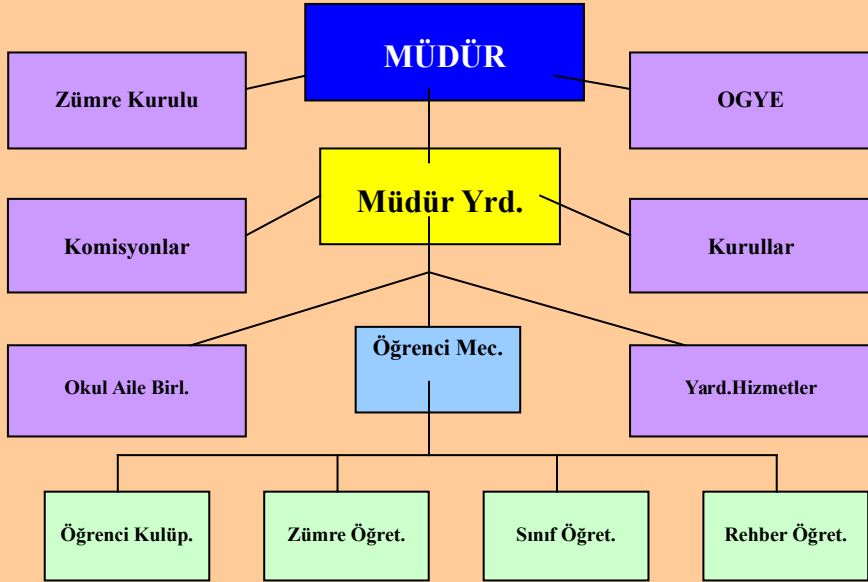 MÜDÜR
Zümre Kurulu
OGYE
Müdür Yrd.
Komisyonlar
Kurullar
Öğrenci Mec.
Okul Aile Birl.
Yard.Hizmetler
Öğrenci Kulüp.
Zümre Öğret.
Sınıf Öğret.
Rehber Öğret.